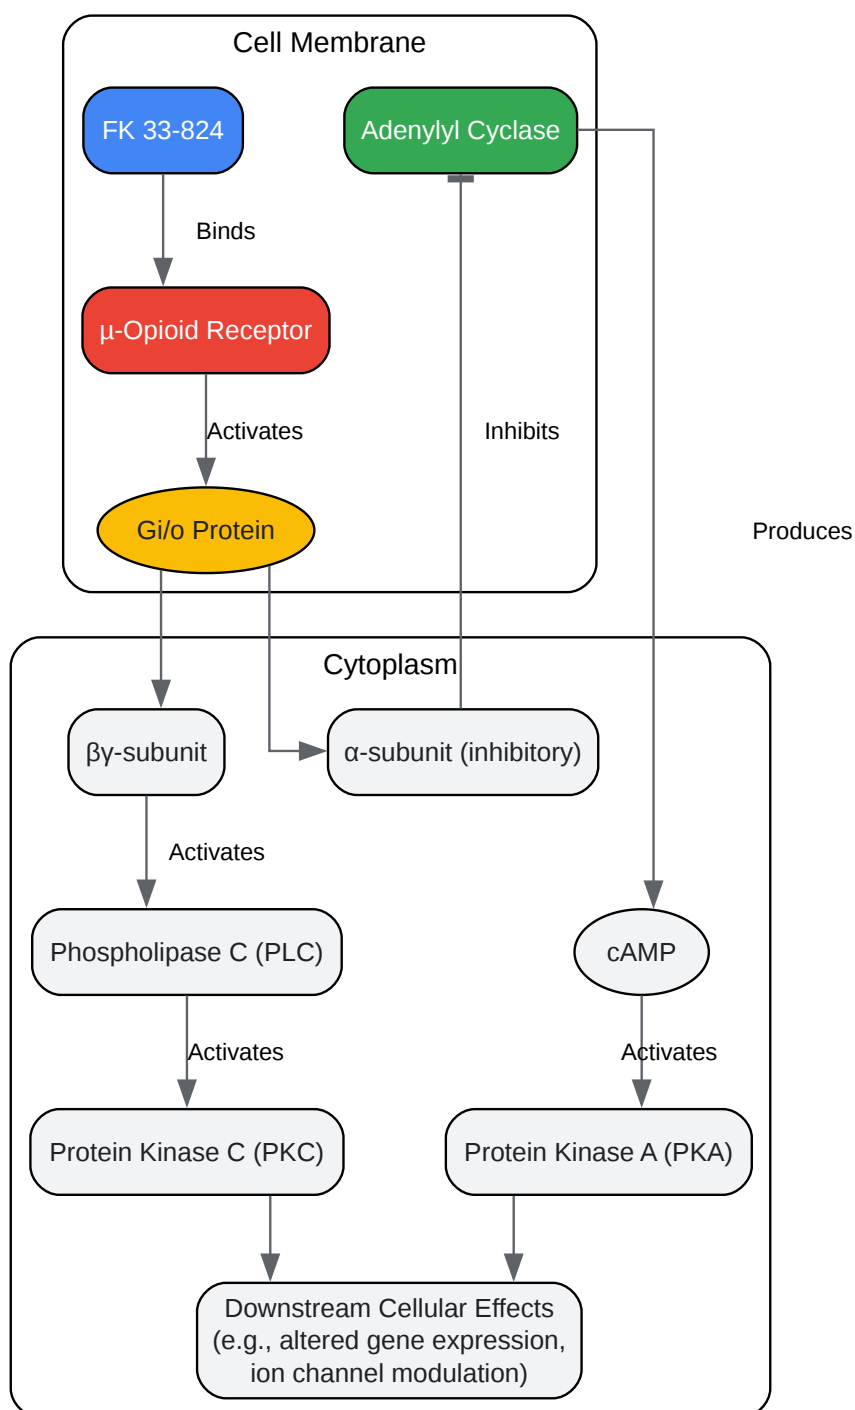 Cell Membrane
FK 33-824
Adenylyl Cyclase
Binds
μ-Opioid Receptor
Activates
Inhibits
Gi/o Protein
Produces
Cytoplasm
βγ-subunit
α-subunit (inhibitory)
Activates
Phospholipase C (PLC)
cAMP
Activates
Activates
Protein Kinase C (PKC)
Protein Kinase A (PKA)
Downstream Cellular Effects
(e.g., altered gene expression,
ion channel modulation)